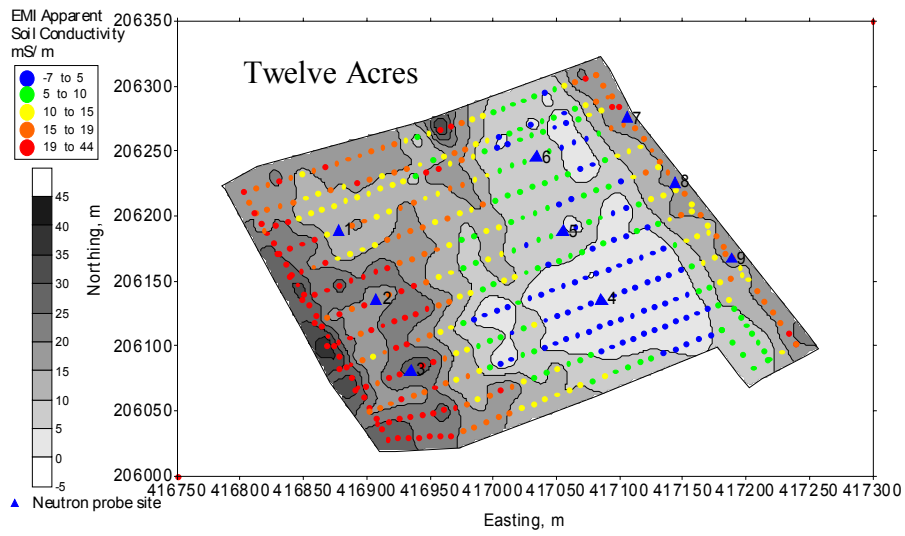 EMI Apparent
Soil Conductivity
mS/m
-7 to 5
5 to 10
10 to 15
15 to 19
19 to 44
45
40
35
30
25
20
15
10
5
0
-5
Neutron probe site
Twelve Acres
Northing, m
206350
206300
206250
206200
206150
206100
206050
206000
416750 416800 416850 416900 416950 417000 417050 417100 417150 417200 417250 417300
Easting, m
7
6
8
1
5
9
2
4
3